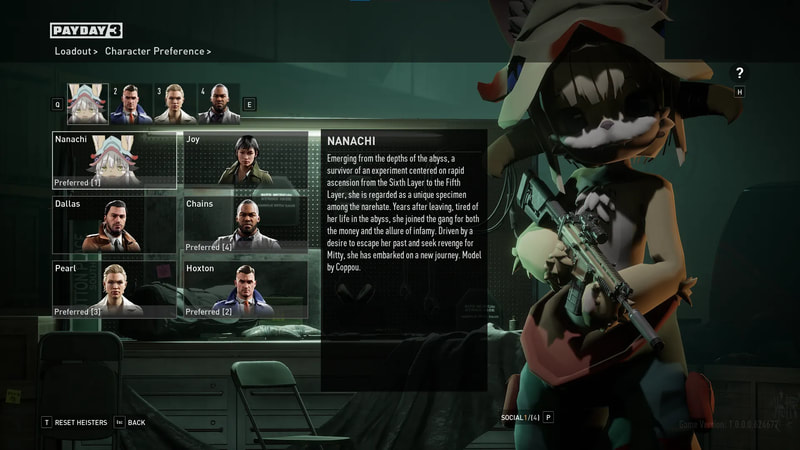 PAYDAY 3
Loadout > Character Preference >
?
H
Q
2
3
4
E
Nanachi
Preferred [1]
Joy
Dallas
Chains
Preferred [4]
Pearl
Preferred [3]
Hoxton
Preferred [2]
NANACHI
Emerging from the depths of the abyss, a
survivor of an experiment centered on rapid
ascension from the Sixth Layer to the Fifth
Layer, she is regarded as a unique specimen
among the narehate. Years after leaving, tired of
her life in the abyss, she joined the gang for both
the money and the allure of infamy. Driven by a
desire to escape her past and seek revenge for
Mitty, she has embarked on a new journey. Model
by Coppou.
T RESET HEISTERS Esc BACK
SOCIAL 1/(4) P
Game Version: